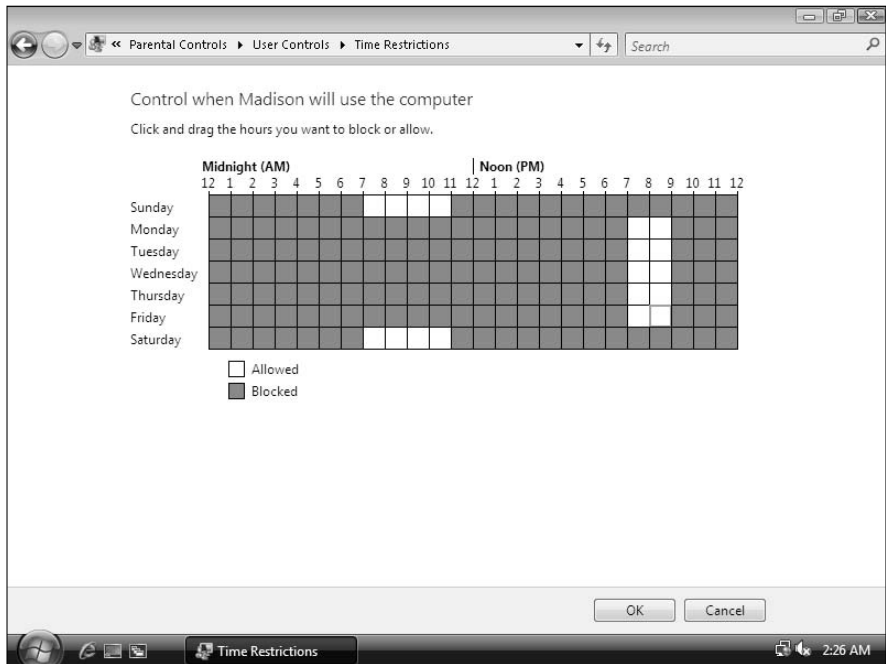 « Parental Controls ▸ User Controls ▸ Time Restrictions
Search
Control when Madison will use the computer
Click and drag the hours you want to block or allow.
Midnight (AM) Noon (PM)
12 1 2 3 4 5 6 7 8 9 10 11 12 1 2 3 4 5 6 7 8 9 10 11 12
Sunday
Monday
Tuesday
Wednesday
Thursday
Friday
Saturday
Allowed
Blocked
OK Cancel
Time Restrictions 2:26 AM